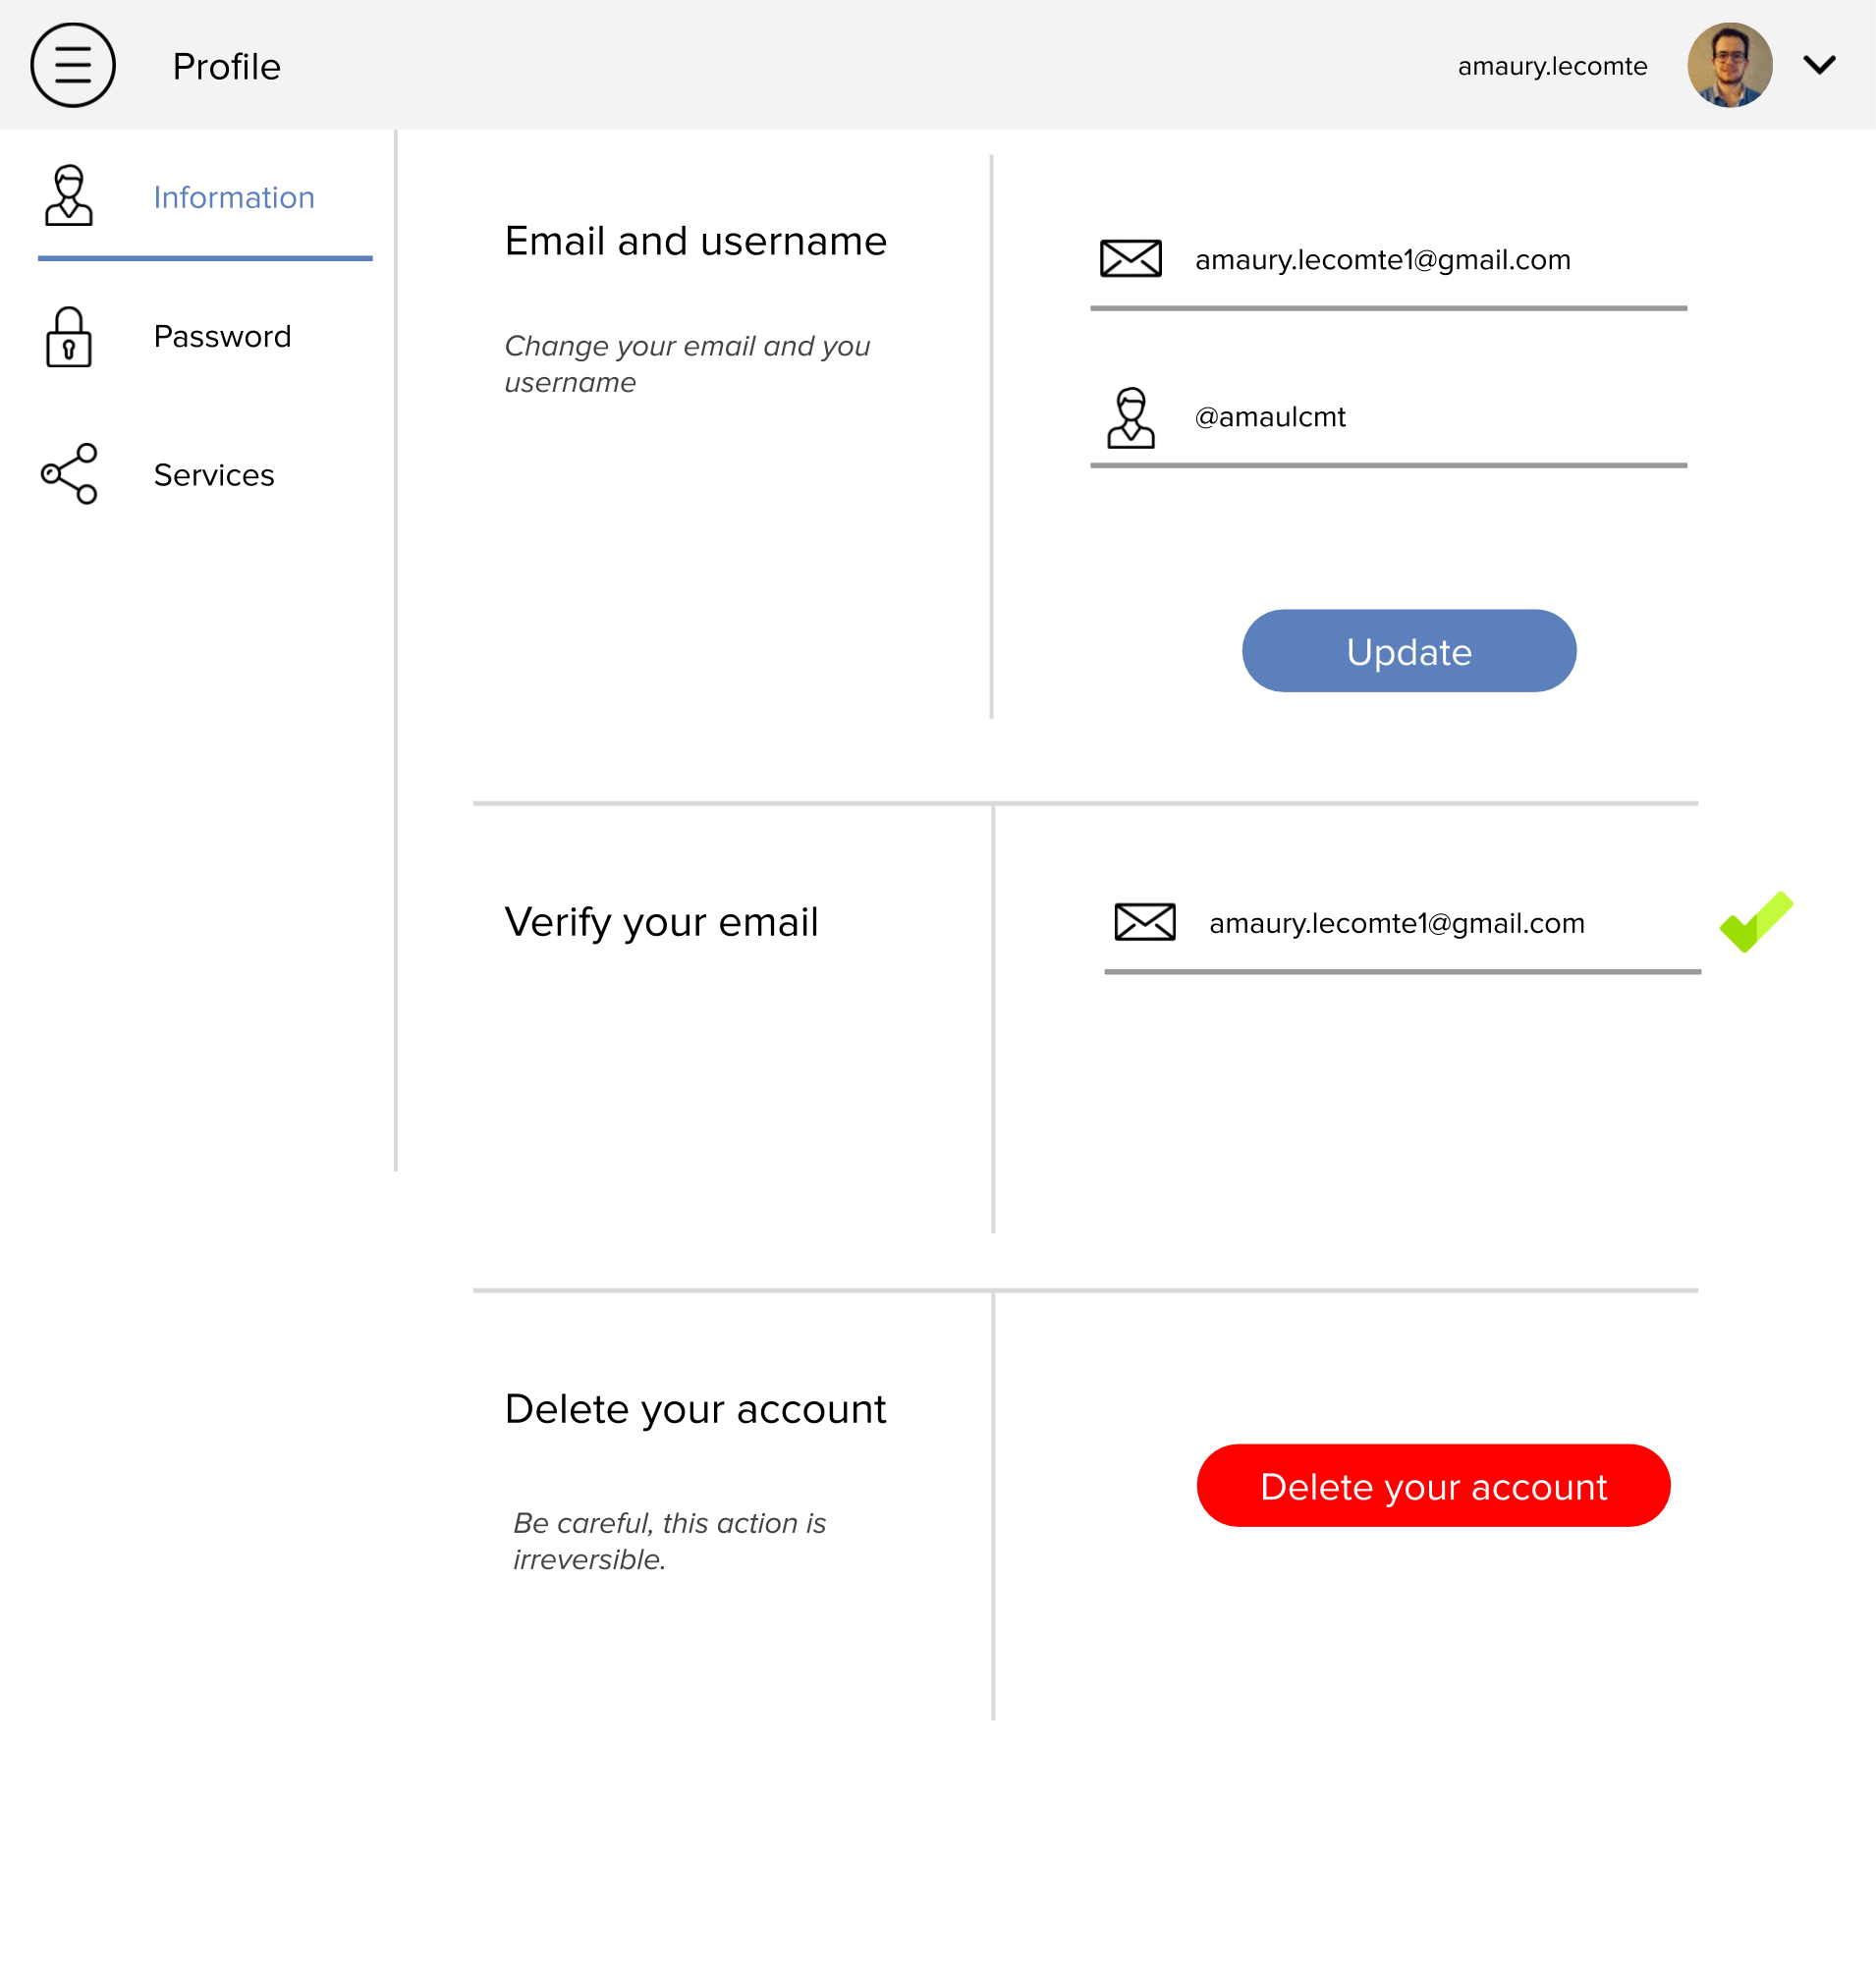 Profile
amaury.lecomte
Information
Password
Services
Email and username
Change your email and you
username
amaury.lecomte1@gmail.com
@amaulcmt
Update
Verify your email
amaury.lecomte1@gmail.com
Delete your account
Be careful, this action is
irreversible.
Delete your account